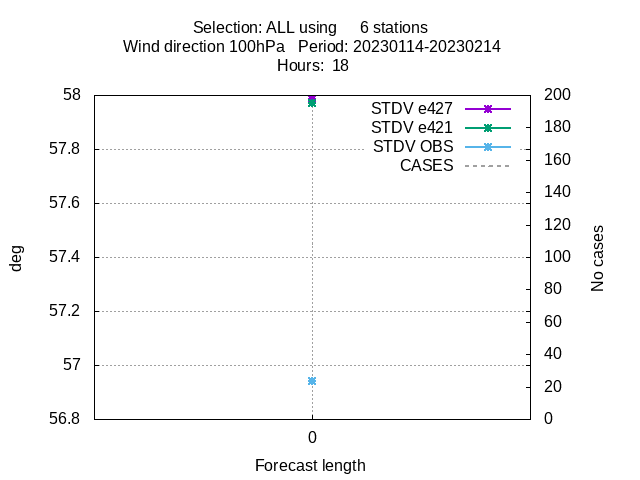 Selection: ALL using 6 stations
Wind direction 100hPa Period: 20230114-20230214
Hours: 18
58
57.8
57.6
57.4
57.2
57
56.8
deg
STDV e427
STDV e421
STDV OBS
CASES
200
180
160
140
120
100
80
60
40
20
0
No cases
0
Forecast length